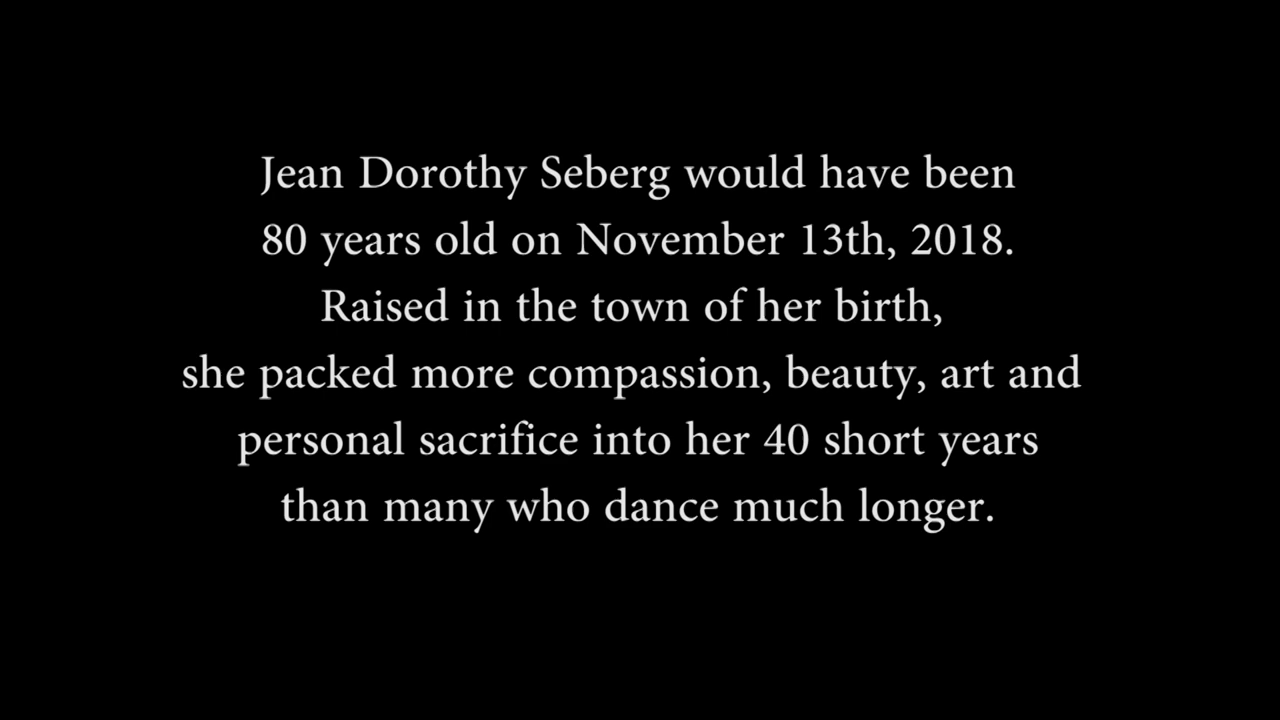 Jean Dorothy Seberg would have been
80 years old on November 13th, 2018.
Raised in the town of her birth,
she packed more compassion, beauty, art and
personal sacrifice into her 40 short years
than many who dance much longer.